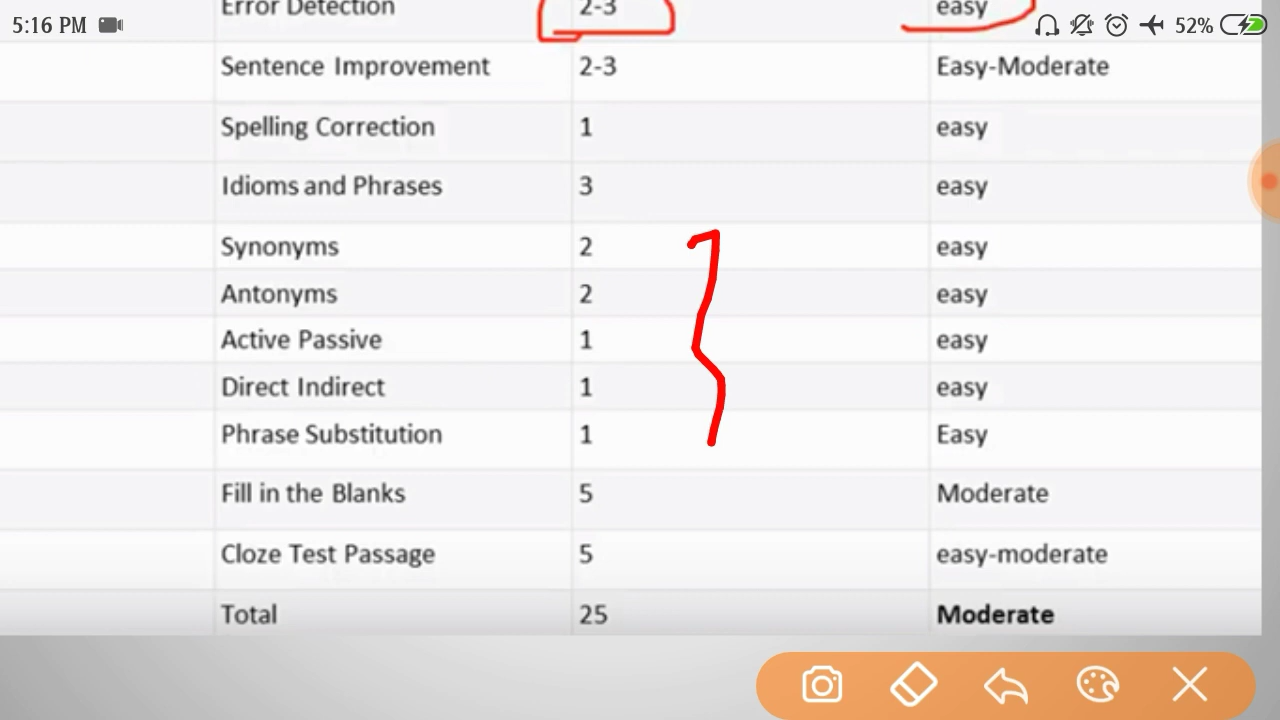 5:16 PM 52%
Error Detection 2-3 easy
Sentence Improvement 2-3 Easy-Moderate
Spelling Correction 1 easy
Idioms and Phrases 3 easy
Synonyms 2 easy
Antonyms 2 easy
Active Passive 1 easy
Direct Indirect 1 easy
Phrase Substitution 1 Easy
Fill in the Blanks 5 Moderate
Cloze Test Passage 5 easy-moderate
Total 25 Moderate